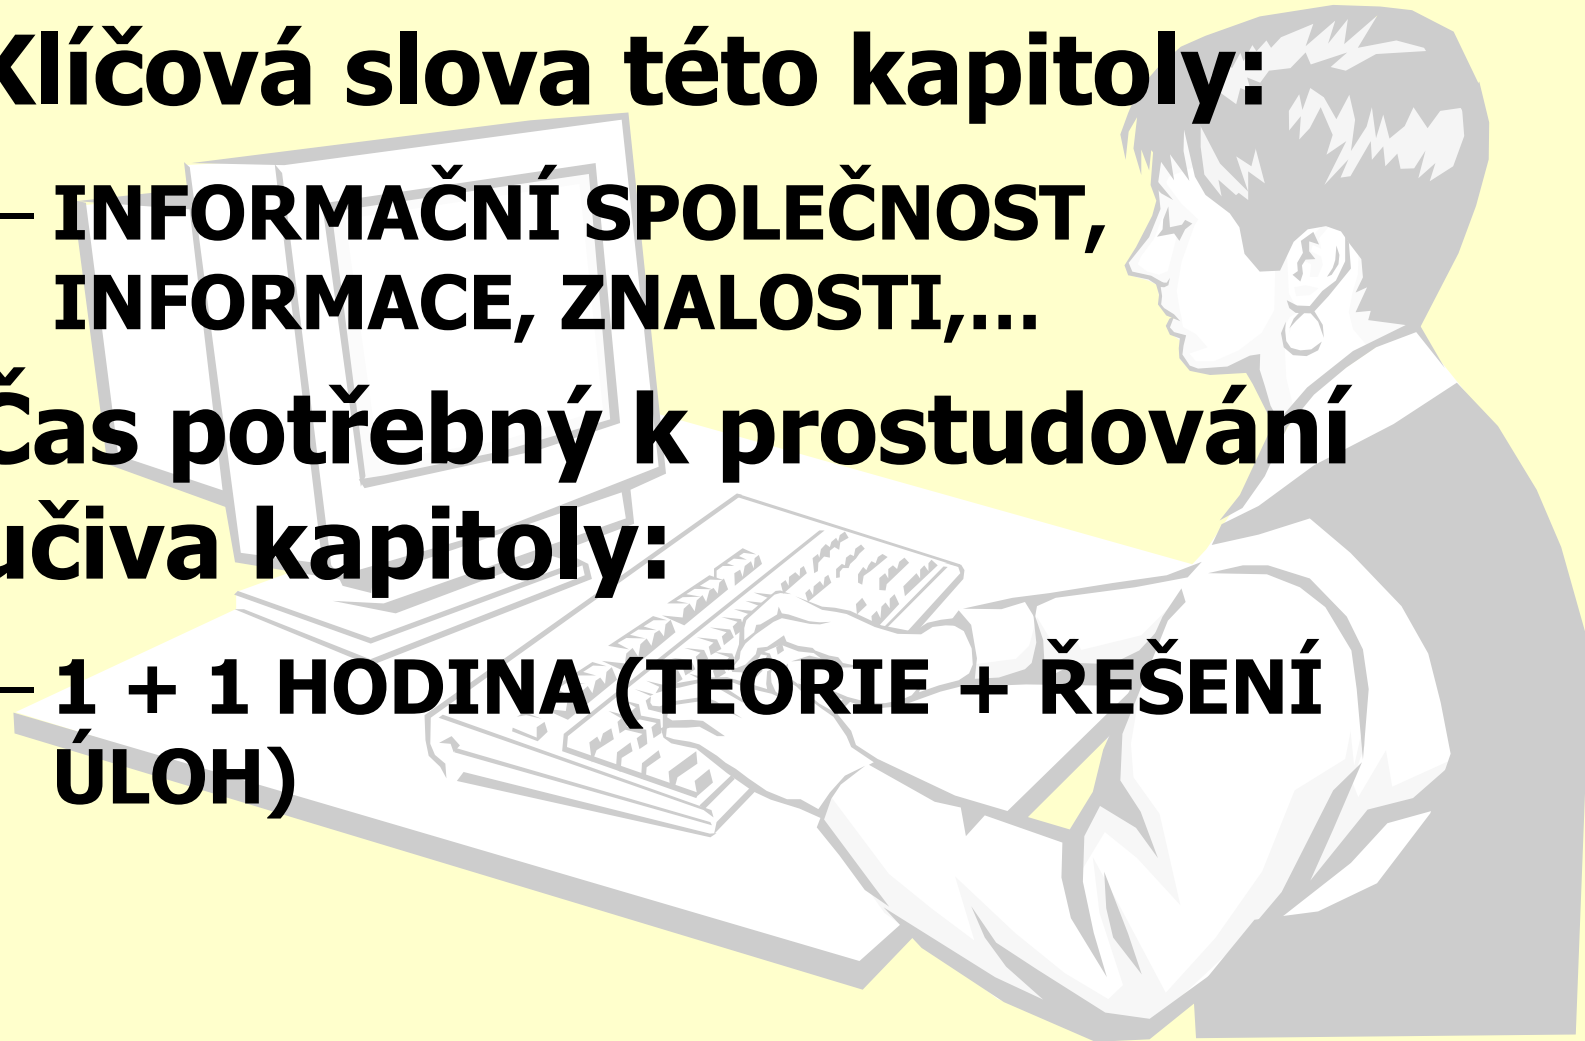 Klíčová slova této kapitoly:
– INFORMAČNÍ SPOLEČNOST,
INFORMACE, ZNALOSTI,...
Čas potřebný k prostudování
učiva kapitoly:
– 1 + 1 HODINA (TEORIE + ŘEŠENÍ
ÚLOH)